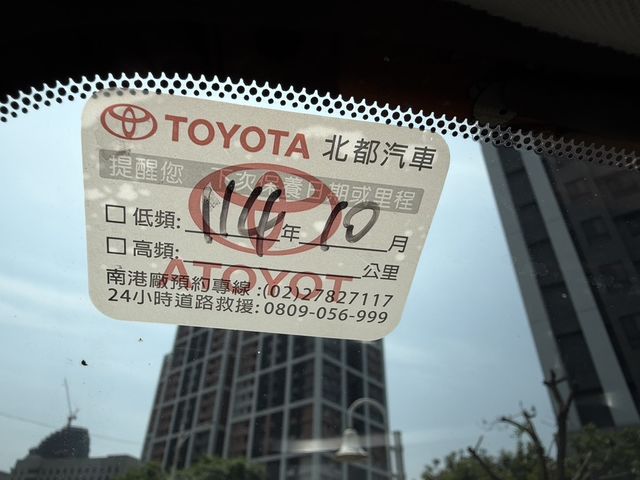 TOYOTA 北都汽車
提醒您 下次保養日期或里程
□ 低頻: 114 年 10 月
□ 高頻: 公里
南港廠預約專線:(02)27827117
24小時道路救援:0809-056-999